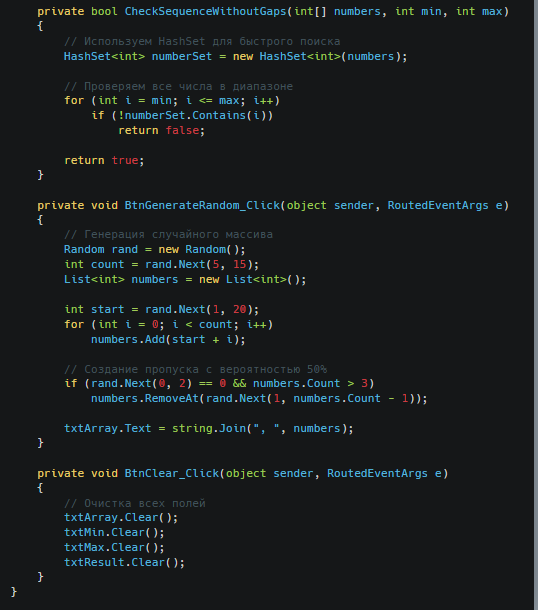 private bool CheckSequenceWithoutGaps(int[] numbers, int min, int max)
{
// Используем HashSet для быстрого поиска
HashSet<int> numberSet = new HashSet<int>(numbers);
// Проверяем все числа в диапазоне
for (int i = min; i <= max; i++)
if (!numberSet.Contains(i))
return false;
return true;
}
private void BtnGenerateRandom_Click(object sender, RoutedEventArgs e)
{
// Генерация случайного массива
Random rand = new Random();
int count = rand.Next(5, 15);
List<int> numbers = new List<int>();
int start = rand.Next(1, 20);
for (int i = 0; i < count; i++)
numbers.Add(start + i);
// Создание пропуска с вероятностью 50%
if (rand.Next(0, 2) == 0 && numbers.Count > 3)
numbers.RemoveAt(rand.Next(1, numbers.Count - 1));
txtArray.Text = string.Join(", ", numbers);
}
private void BtnClear_Click(object sender, RoutedEventArgs e)
{
// Очистка всех полей
txtArray.Clear();
txtMin.Clear();
txtMax.Clear();
txtResult.Clear();
}
}